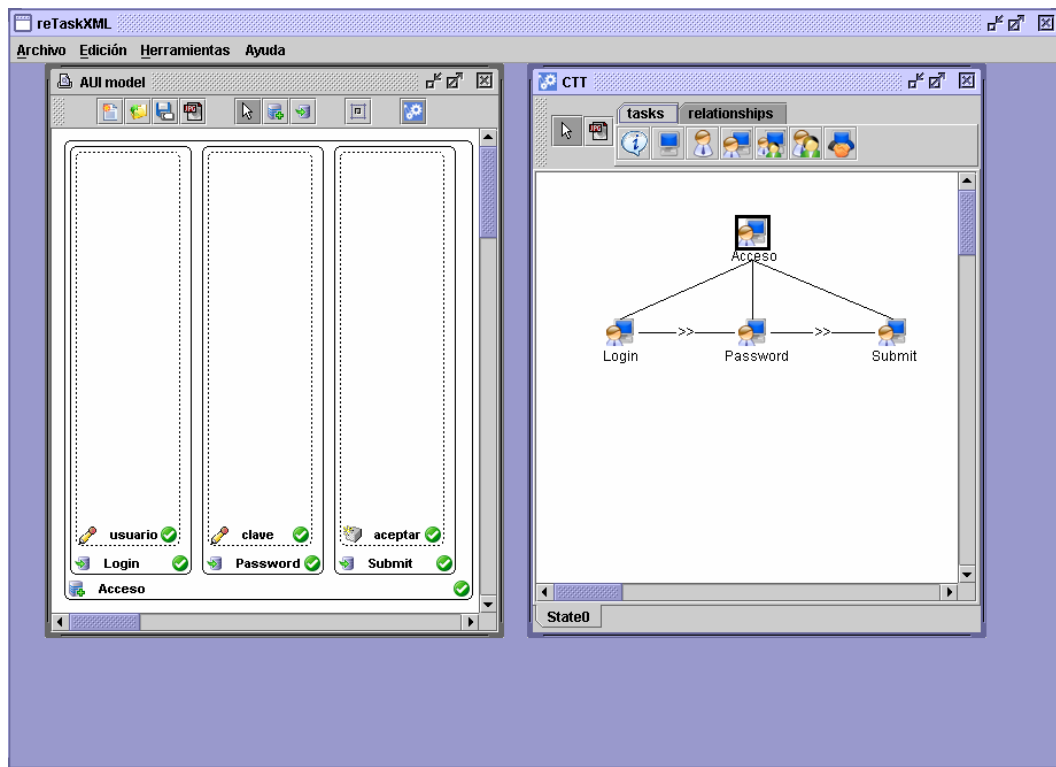 reTaskXML
Archivo Edición Herramientas Ayuda
AUI model
usuario clave aceptar
Login Password Submit
Acceso
CTT
tasks relationships
Acceso
>> >>
Login Password Submit
State0